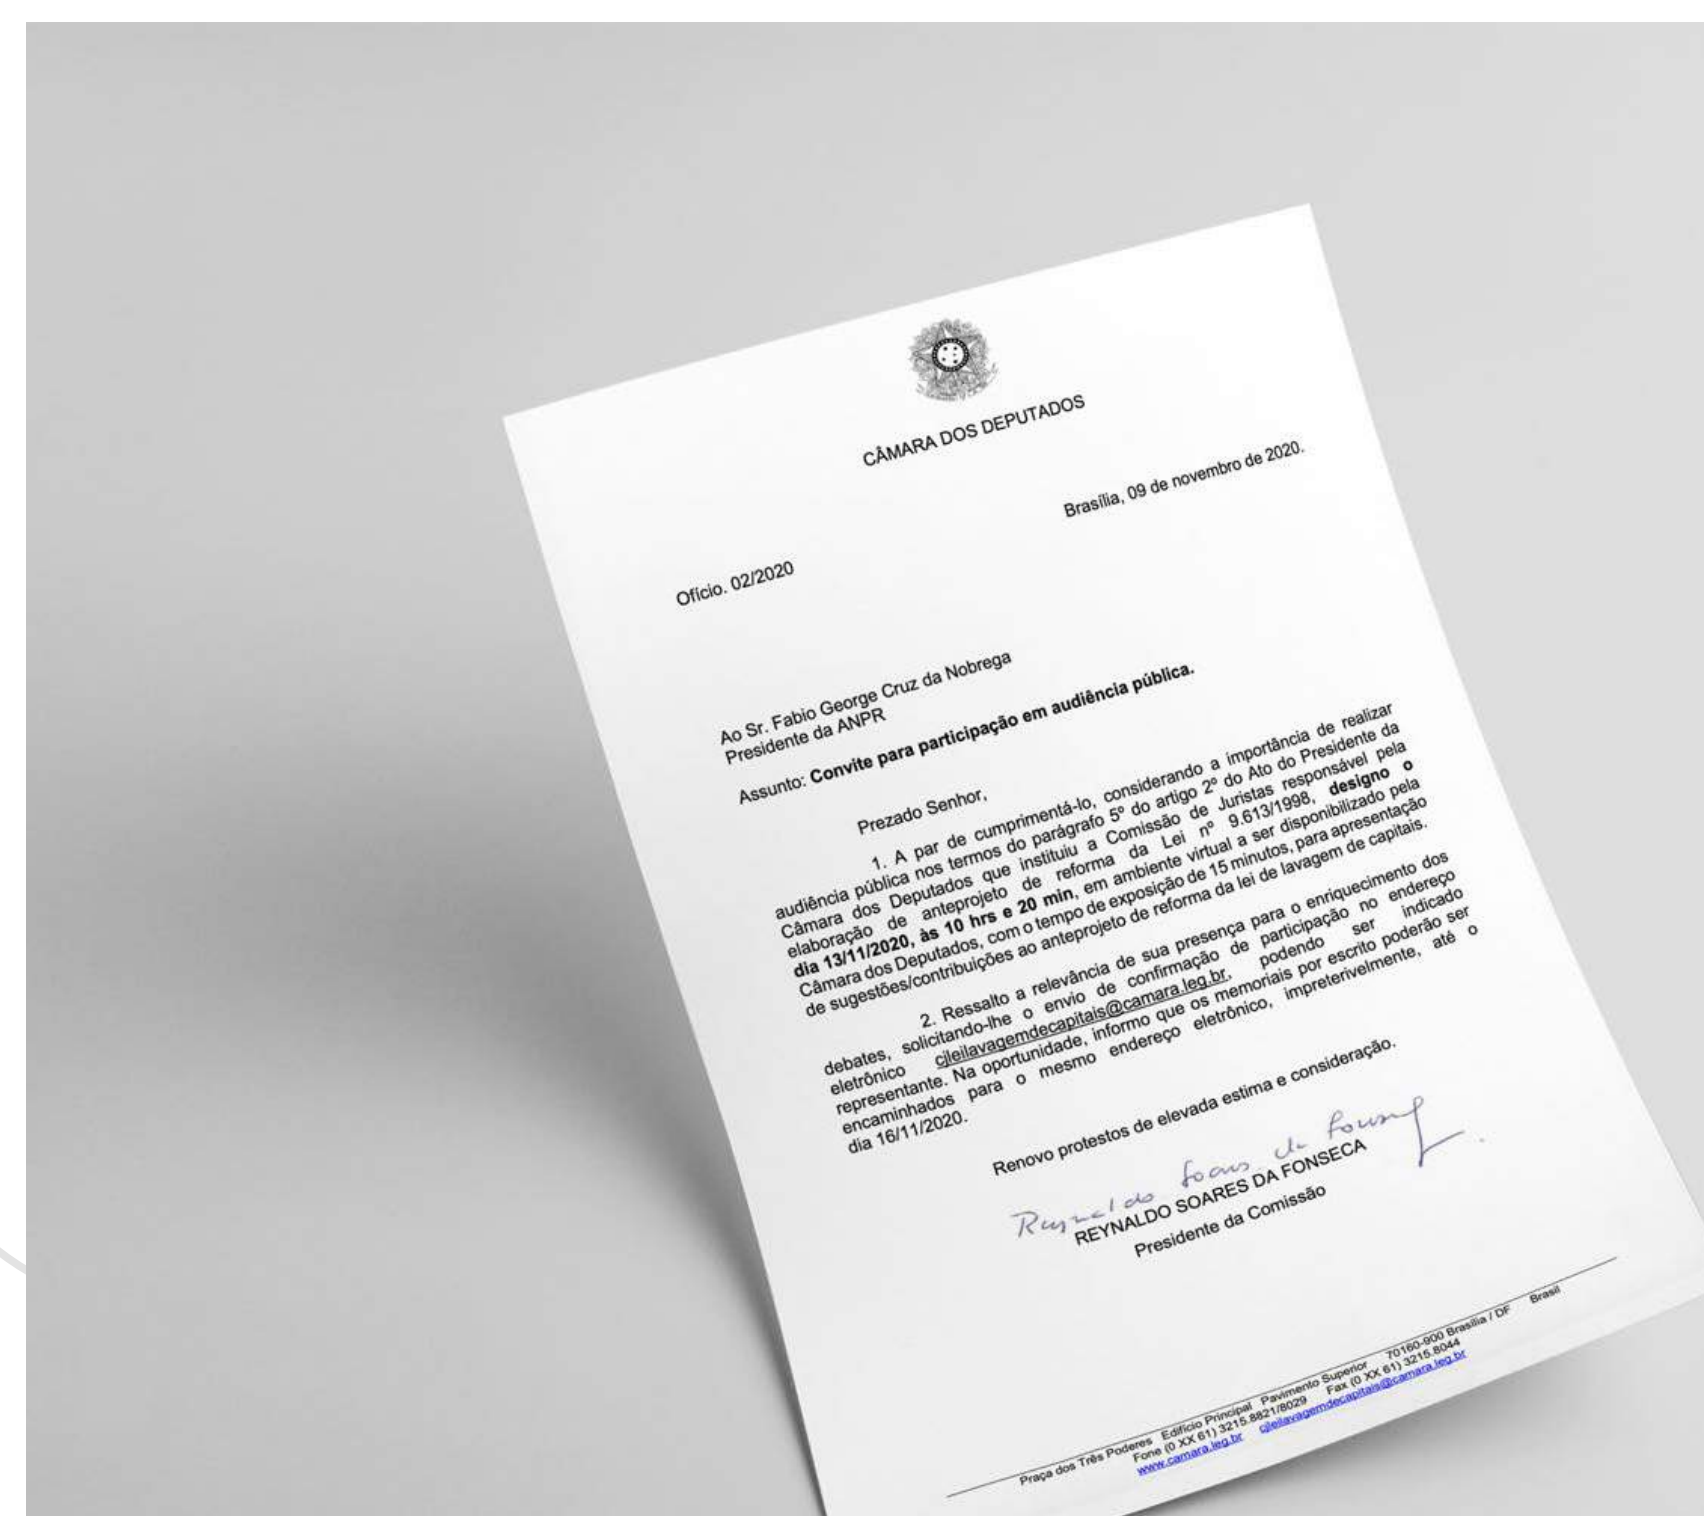 CÂMARA DOS DEPUTADOS
Brasília, 09 de novembro de 2020.
Ofício. 02/2020
Ao Sr. Fabio George Cruz da Nobrega
Presidente da ANPR
Assunto: Convite para participação em audiência pública.
Prezado Senhor,
1. A par de cumprimentá-lo, considerando a importância de realizar
audiência pública nos termos do parágrafo 5º do artigo 2º do Ato do Presidente da
Câmara dos Deputados que instituiu a Comissão de Juristas responsável pela
elaboração de anteprojeto de reforma da Lei nº 9.613/1998, designo o
dia 13/11/2020, às 10 hrs e 20 min, em ambiente virtual a ser disponibilizado pela
Câmara dos Deputados, com o tempo de exposição de 15 minutos, para apresentação
de sugestões/contribuições ao anteprojeto de reforma da lei de lavagem de capitais.
2. Ressalto a relevância de sua presença para o enriquecimento dos
debates, solicitando-lhe o envio de confirmação de participação no endereço
eletrônico cjleilavagemdecapitais@camara.leg.br, podendo ser indicado
representante. Na oportunidade, informo que os memoriais por escrito poderão ser
encaminhados para o mesmo endereço eletrônico, impreterivelmente, até o
dia 16/11/2020.
Renovo protestos de elevada estima e consideração.
Reynaldo Soares da Fonseca
REYNALDO SOARES DA FONSECA
Presidente da Comissão
Praça dos Três Poderes Edifício Principal Pavimento Superior 70160-900 Brasília / DF Brasil
Fone (0 XX 61) 3215.8821/8029 Fax (0 XX 61) 3215.8044
www.camara.leg.br cjleilavagemdecapitais@camara.leg.br